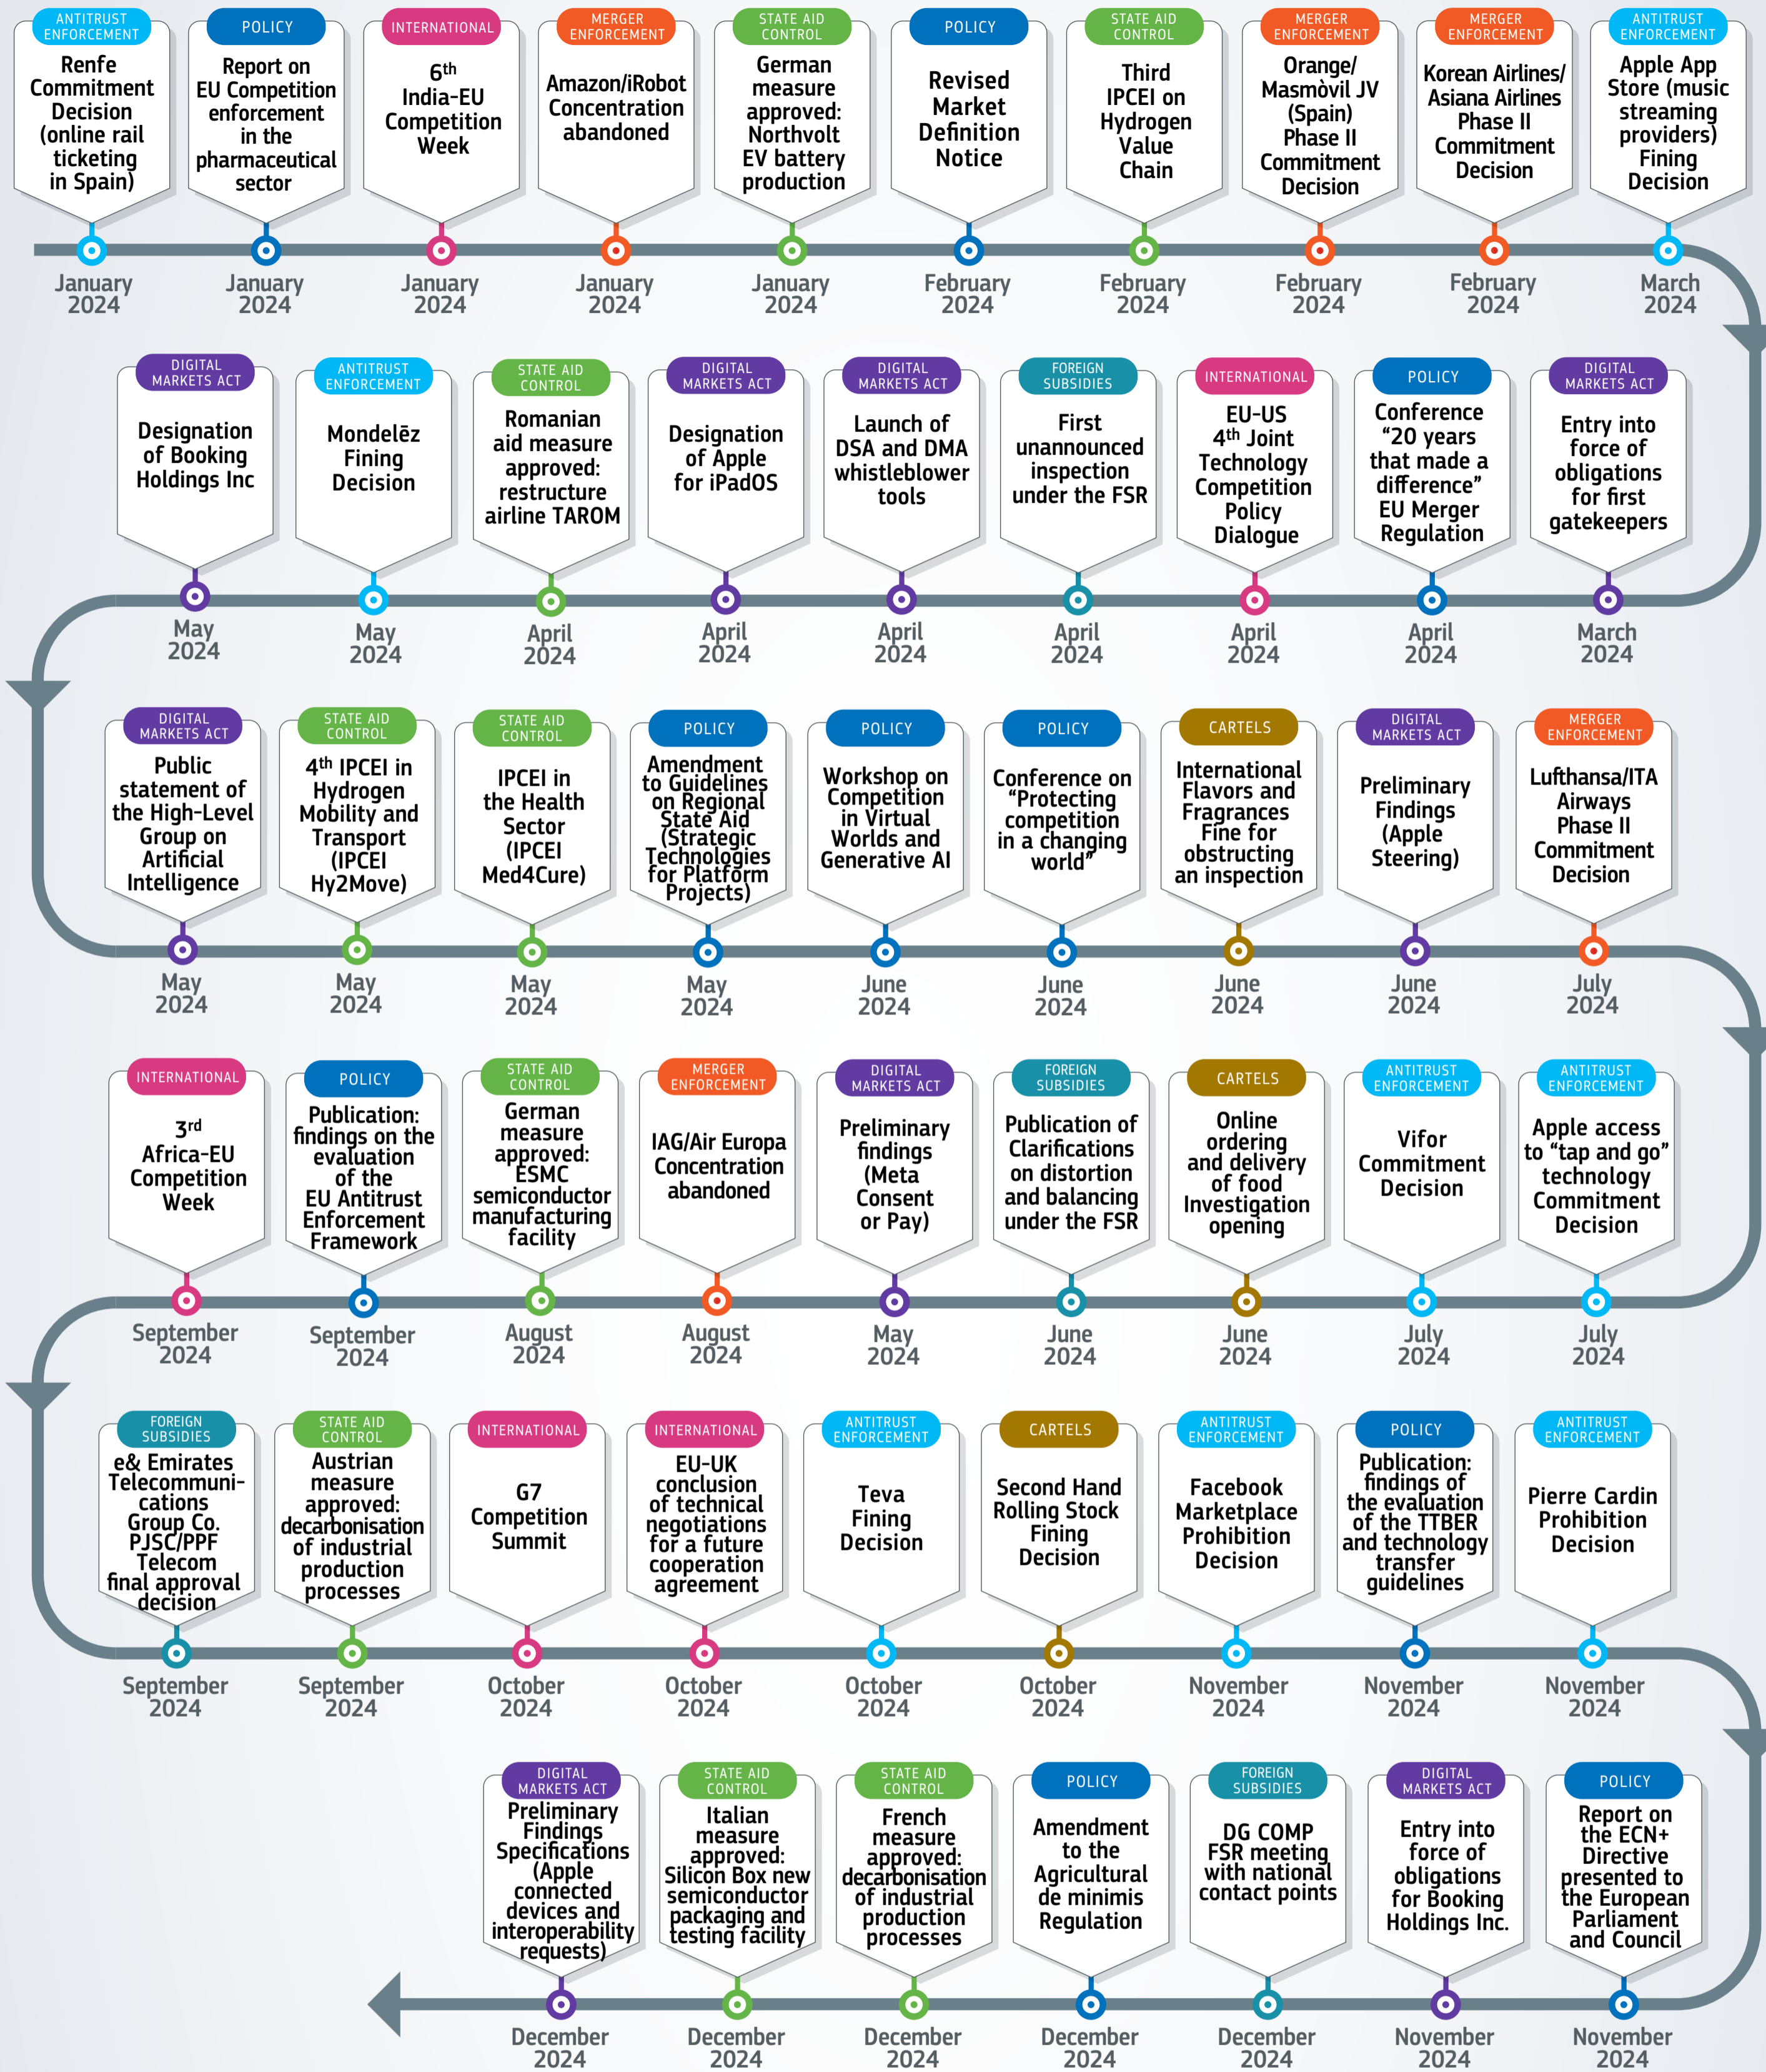 ANTITRUST
ENFORCEMENT
Renfe
Commitment
Decision
(online rail
ticketing
in Spain)
January
2024
POLICY
Report on
EU Competition
enforcement
in the
pharmaceutical
sector
January
2024
INTERNATIONAL
6th
India-EU
Competition
Week
January
2024
MERGER
ENFORCEMENT
Amazon/iRobot
Concentration
abandoned
January
2024
STATE AID
CONTROL
German
measure
approved:
Northvolt
EV battery
production
January
2024
POLICY
Revised
Market
Definition
Notice
February
2024
STATE AID
CONTROL
Third
IPCEI on
Hydrogen
Value
Chain
February
2024
MERGER
ENFORCEMENT
Orange/
Masmòvil JV
(Spain)
Phase II
Commitment
Decision
February
2024
MERGER
ENFORCEMENT
Korean Airlines/
Asiana Airlines
Phase II
Commitment
Decision
February
2024
ANTITRUST
ENFORCEMENT
Apple App
Store (music
streaming
providers)
Fining
Decision
March
2024
DIGITAL
MARKETS ACT
Designation
of Booking
Holdings Inc
May
2024
ANTITRUST
ENFORCEMENT
Mondelēz
Fining
Decision
May
2024
STATE AID
CONTROL
Romanian
aid measure
approved:
restructure
airline TAROM
April
2024
DIGITAL
MARKETS ACT
Designation
of Apple
for iPadOS
April
2024
DIGITAL
MARKETS ACT
Launch of
DSA and DMA
whistleblower
tools
April
2024
FOREIGN
SUBSIDIES
First
unannounced
inspection
under the FSR
April
2024
INTERNATIONAL
EU-US
4th Joint
Technology
Competition
Policy
Dialogue
April
2024
POLICY
Conference
“20 years
that made a
difference”
EU Merger
Regulation
April
2024
DIGITAL
MARKETS ACT
Entry into
force of
obligations
for first
gatekeepers
March
2024
DIGITAL
MARKETS ACT
Public
statement of
the High-Level
Group on
Artificial
Intelligence
May
2024
STATE AID
CONTROL
4th IPCEI in
Hydrogen
Mobility and
Transport
(IPCEI
Hy2Move)
May
2024
STATE AID
CONTROL
IPCEI in
the Health
Sector
(IPCEI
Med4Cure)
May
2024
POLICY
Amendment
to Guidelines
on Regional
State Aid
(Strategic
Technologies
for Platform
Projects)
May
2024
POLICY
Workshop on
Competition
in Virtual
Worlds and
Generative AI
June
2024
POLICY
Conference on
“Protecting
competition
in a changing
world”
June
2024
CARTELS
International
Flavors and
Fragrances
Fine for
obstructing
an inspection
June
2024
DIGITAL
MARKETS ACT
Preliminary
Findings
(Apple
Steering)
June
2024
MERGER
ENFORCEMENT
Lufthansa/ITA
Airways
Phase II
Commitment
Decision
July
2024
INTERNATIONAL
3rd
Africa-EU
Competition
Week
September
2024
POLICY
Publication:
findings on the
evaluation
of the
EU Antitrust
Enforcement
Framework
September
2024
STATE AID
CONTROL
German
measure
approved:
ESMC
semiconductor
manufacturing
facility
August
2024
MERGER
ENFORCEMENT
IAG/Air Europa
Concentration
abandoned
August
2024
DIGITAL
MARKETS ACT
Preliminary
findings
(Meta
Consent
or Pay)
May
2024
FOREIGN
SUBSIDIES
Publication of
Clarifications
on distortion
and balancing
under the FSR
June
2024
CARTELS
Online
ordering
and delivery
of food
Investigation
opening
June
2024
ANTITRUST
ENFORCEMENT
Vifor
Commitment
Decision
July
2024
ANTITRUST
ENFORCEMENT
Apple access
to “tap and go”
technology
Commitment
Decision
July
2024
FOREIGN
SUBSIDIES
e& Emirates
Telecommuni-
cations
Group Co.
PJSC/PPF
Telecom
final approval
decision
September
2024
STATE AID
CONTROL
Austrian
measure
approved:
decarbonisation
of industrial
production
processes
September
2024
INTERNATIONAL
G7
Competition
Summit
October
2024
INTERNATIONAL
EU-UK
conclusion
of technical
negotiations
for a future
cooperation
agreement
October
2024
ANTITRUST
ENFORCEMENT
Teva
Fining
Decision
October
2024
CARTELS
Second Hand
Rolling Stock
Fining
Decision
October
2024
ANTITRUST
ENFORCEMENT
Facebook
Marketplace
Prohibition
Decision
November
2024
POLICY
Publication:
findings of
the evaluation
of the TTBER
and technology
transfer
guidelines
November
2024
ANTITRUST
ENFORCEMENT
Pierre Cardin
Prohibition
Decision
November
2024
DIGITAL
MARKETS ACT
Preliminary
Findings
Specifications
(Apple
connected
devices and
interoperability
requests)
December
2024
STATE AID
CONTROL
Italian
measure
approved:
Silicon Box new
semiconductor
packaging and
testing facility
December
2024
STATE AID
CONTROL
French
measure
approved:
decarbonisation
of industrial
production
processes
December
2024
POLICY
Amendment
to the
Agricultural
de minimis
Regulation
December
2024
FOREIGN
SUBSIDIES
DG COMP
FSR meeting
with national
contact points
December
2024
DIGITAL
MARKETS ACT
Entry into
force of
obligations
for Booking
Holdings Inc.
November
2024
POLICY
Report on
the ECN+
Directive
presented to
the European
Parliament
and Council
November
2024